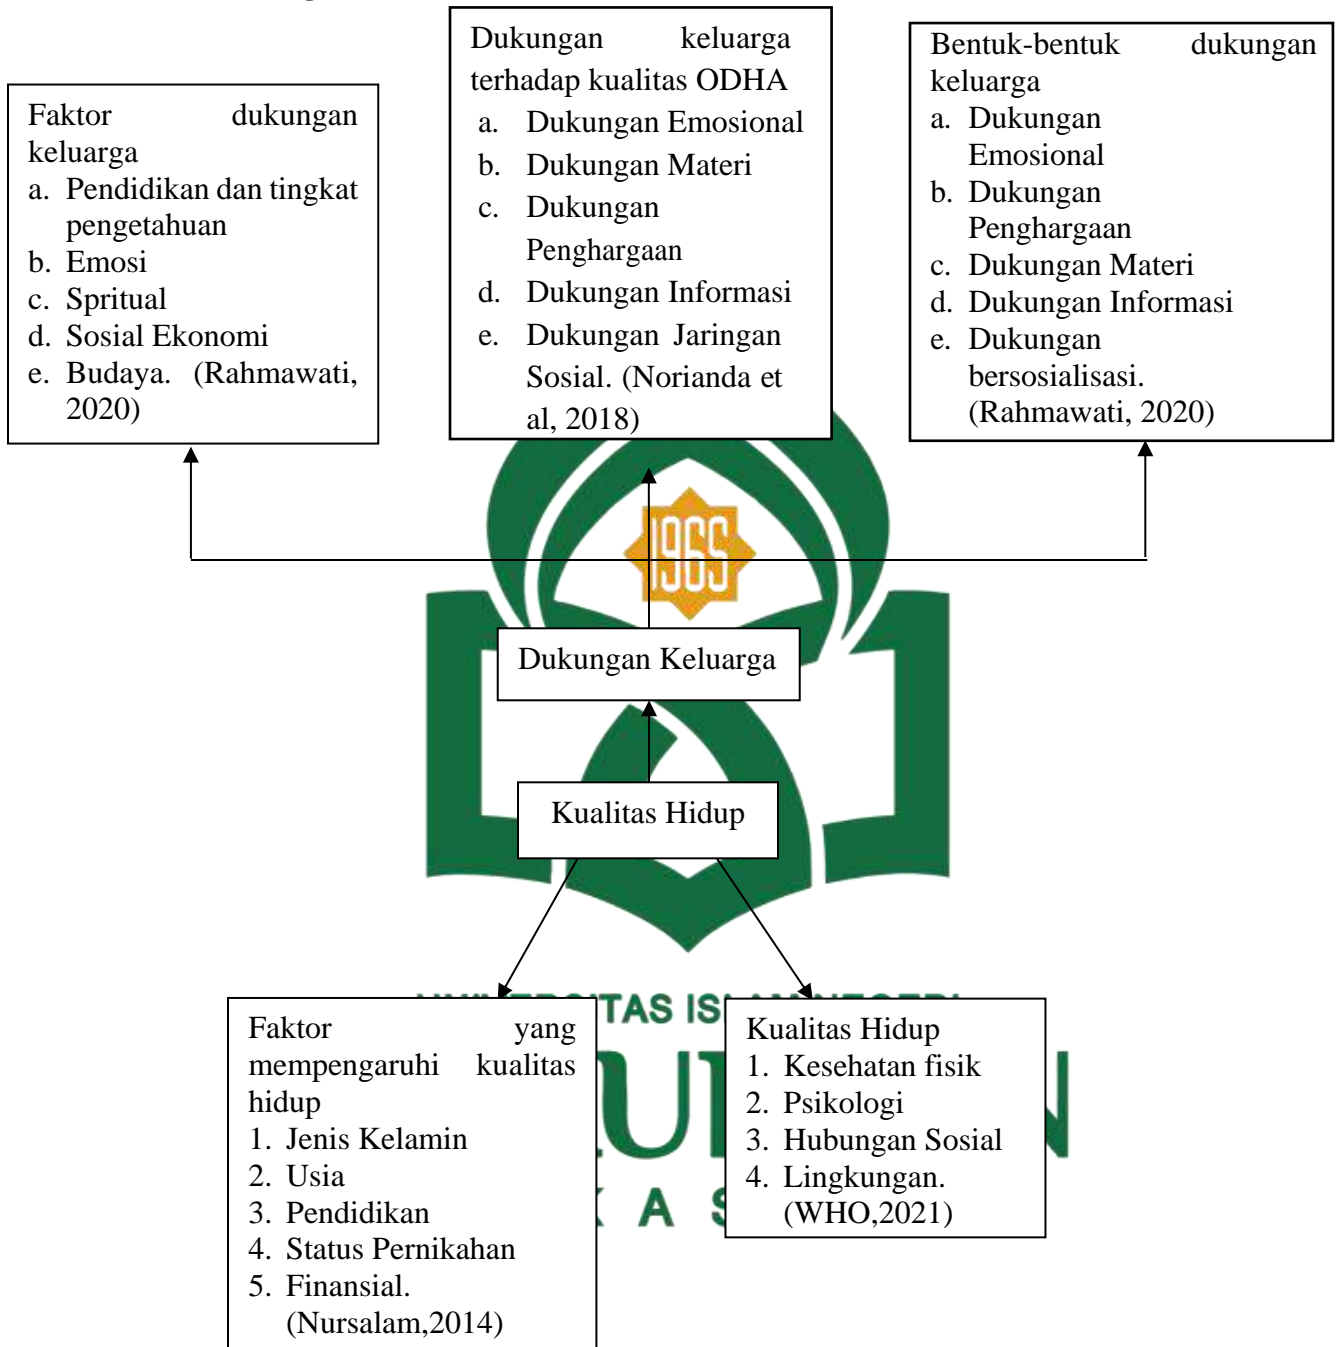 Faktor dukungan
keluarga
a. Pendidikan dan tingkat
pengetahuan
b. Emosi
c. Spritual
d. Sosial Ekonomi
e. Budaya. (Rahmawati,
2020)
Dukungan keluarga
terhadap kualitas ODHA
a. Dukungan Emosional
b. Dukungan Materi
c. Dukungan
Penghargaan
d. Dukungan Informasi
e. Dukungan Jaringan
Sosial. (Norianda et
al, 2018)
Bentuk-bentuk dukungan
keluarga
a. Dukungan
Emosional
b. Dukungan
Penghargaan
c. Dukungan Materi
d. Dukungan Informasi
e. Dukungan
bersosialisasi.
(Rahmawati, 2020)
1965
Dukungan Keluarga
Kualitas Hidup
Faktor yang
mempengaruhi kualitas
hidup
1. Jenis Kelamin
2. Usia
3. Pendidikan
4. Status Pernikahan
5. Finansial.
(Nursalam,2014)
Kualitas Hidup
1. Kesehatan fisik
2. Psikologi
3. Hubungan Sosial
4. Lingkungan.
(WHO,2021)